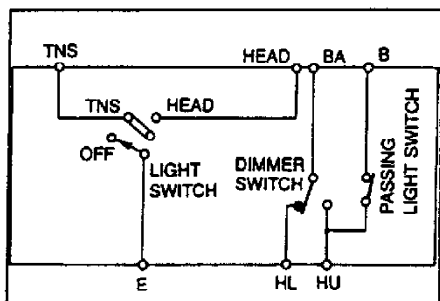 TNS
HEAD BA B
TNS HEAD
OFF
LIGHT
SWITCH
DIMMER
SWITCH
PASSING
LIGHT SWITCH
E HL HU